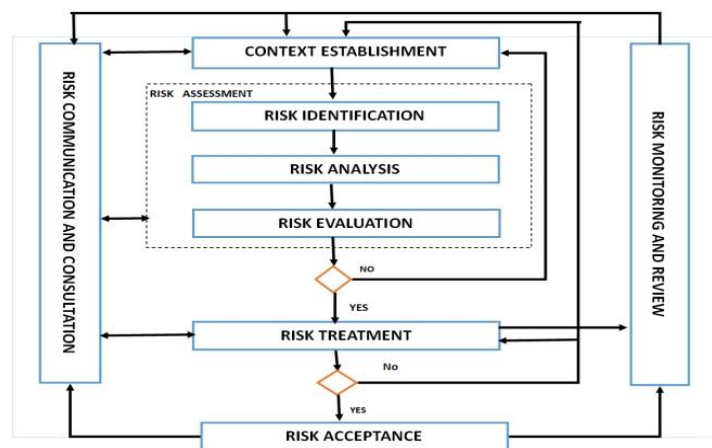 CONTEXT ESTABLISHMENT
RISK ASSESSMENT
RISK IDENTIFICATION
RISK ANALYSIS
RISK EVALUATION
NO
YES
RISK TREATMENT
No
YES
RISK ACCEPTANCE
RISK COMMUNICATION AND CONSULTATION
RISK MONITORING AND REVIEW